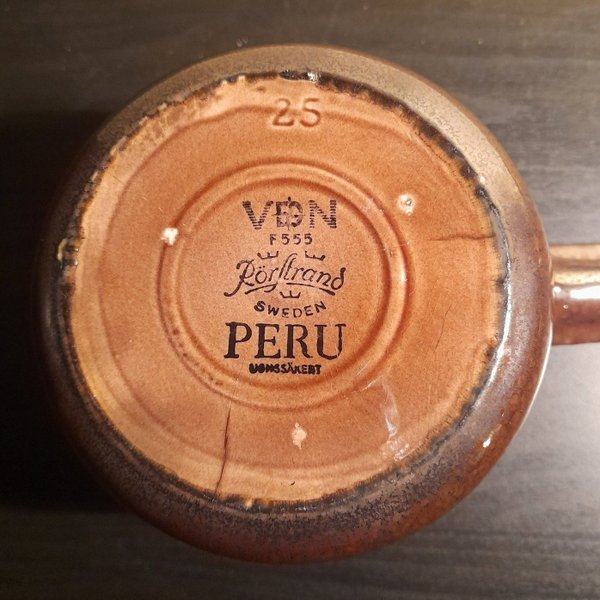 25
VDN
F555
Rörstrand
SWEDEN
PERU
UGNSSÄKERT